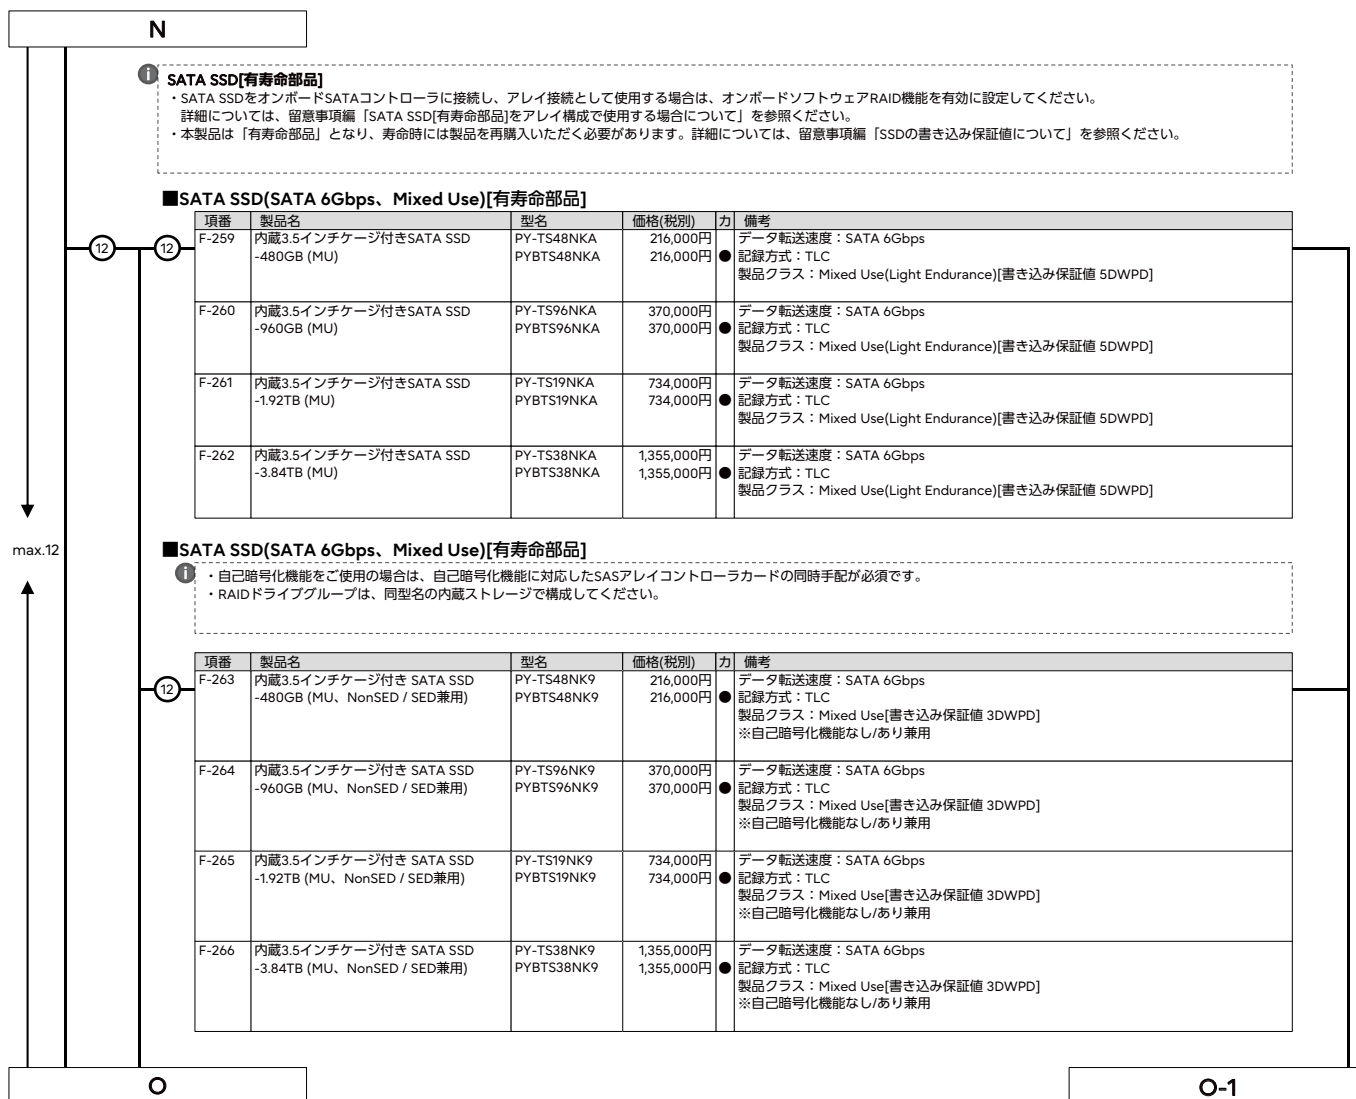 N
SATA SSD[有寿命部品]
・SATA SSDをオンボードSATAコントローラに接続し、アレイ接続として使用する場合は、オンボードソフトウェアRAID機能を有効に設定してください。
詳細については、留意事項編「SATA SSD[有寿命部品]をアレイ構成で使用する場合について」を参照ください。
・本製品は「有寿命部品」となり、寿命時には製品を再購入いただく必要があります。詳細については、留意事項編「SSDの書き込み保証値について」を参照ください。
■SATA SSD(SATA 6Gbps、Mixed Use)[有寿命部品]
項番 製品名 型名 価格(税別) カ 備考
12 12 F-259 内蔵3.5インチケージ付きSATA SSD PY-TS48NKA 216,000円 データ転送速度：SATA 6Gbps
-480GB (MU) PYBTS48NKA 216,000円 ● 記録方式：TLC
製品クラス：Mixed Use(Light Endurance)[書き込み保証値 5DWPD]
F-260 内蔵3.5インチケージ付きSATA SSD PY-TS96NKA 370,000円 データ転送速度：SATA 6Gbps
-960GB (MU) PYBTS96NKA 370,000円 ● 記録方式：TLC
製品クラス：Mixed Use(Light Endurance)[書き込み保証値 5DWPD]
F-261 内蔵3.5インチケージ付きSATA SSD PY-TS19NKA 734,000円 データ転送速度：SATA 6Gbps
-1.92TB (MU) PYBTS19NKA 734,000円 ● 記録方式：TLC
製品クラス：Mixed Use(Light Endurance)[書き込み保証値 5DWPD]
F-262 内蔵3.5インチケージ付きSATA SSD PY-TS38NKA 1,355,000円 データ転送速度：SATA 6Gbps
-3.84TB (MU) PYBTS38NKA 1,355,000円 ● 記録方式：TLC
製品クラス：Mixed Use(Light Endurance)[書き込み保証値 5DWPD]
max.12
■SATA SSD(SATA 6Gbps、Mixed Use)[有寿命部品]
・自己暗号化機能をご使用の場合は、自己暗号化機能に対応したSASアレイコントローラカードの同時手配が必須です。
・RAIDドライブグループは、同型名の内蔵ストレージで構成してください。
項番 製品名 型名 価格(税別) カ 備考
12 F-263 内蔵3.5インチケージ付き SATA SSD PY-TS48NK9 216,000円 データ転送速度：SATA 6Gbps
-480GB (MU、NonSED / SED兼用) PYBTS48NK9 216,000円 ● 記録方式：TLC
製品クラス：Mixed Use[書き込み保証値 3DWPD]
※自己暗号化機能なし/あり兼用
F-264 内蔵3.5インチケージ付き SATA SSD PY-TS96NK9 370,000円 データ転送速度：SATA 6Gbps
-960GB (MU、NonSED / SED兼用) PYBTS96NK9 370,000円 ● 記録方式：TLC
製品クラス：Mixed Use[書き込み保証値 3DWPD]
※自己暗号化機能なし/あり兼用
F-265 内蔵3.5インチケージ付き SATA SSD PY-TS19NK9 734,000円 データ転送速度：SATA 6Gbps
-1.92TB (MU、NonSED / SED兼用) PYBTS19NK9 734,000円 ● 記録方式：TLC
製品クラス：Mixed Use[書き込み保証値 3DWPD]
※自己暗号化機能なし/あり兼用
F-266 内蔵3.5インチケージ付き SATA SSD PY-TS38NK9 1,355,000円 データ転送速度：SATA 6Gbps
-3.84TB (MU、NonSED / SED兼用) PYBTS38NK9 1,355,000円 ● 記録方式：TLC
製品クラス：Mixed Use[書き込み保証値 3DWPD]
※自己暗号化機能なし/あり兼用
O O-1